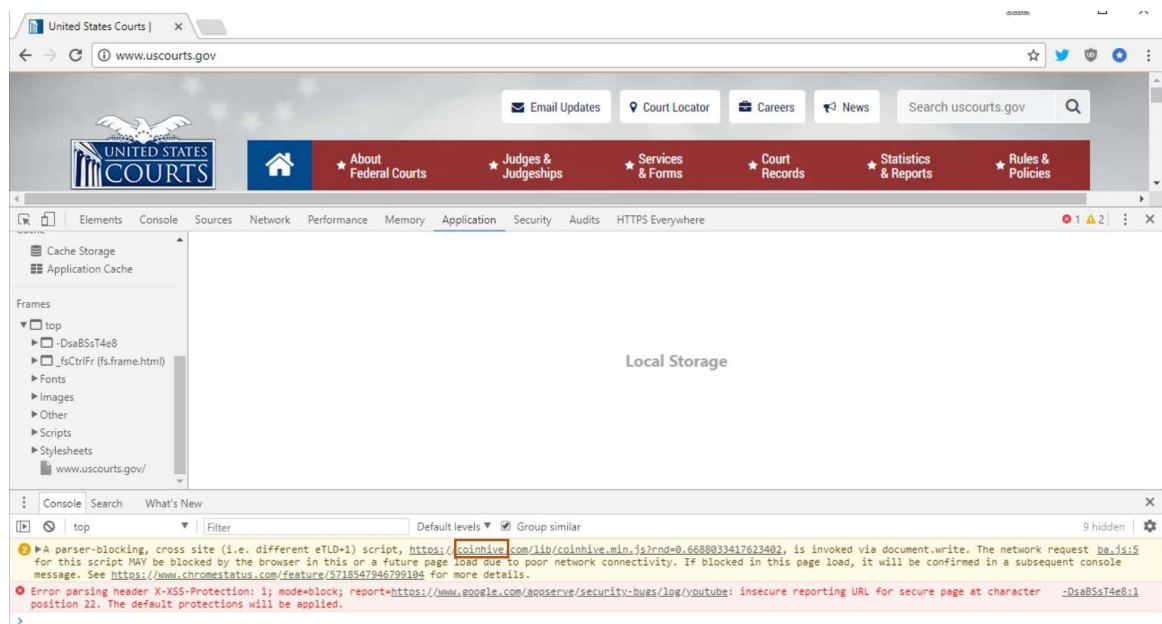 United States Courts |
www.uscourts.gov
Email Updates
Court Locator
Careers
News
Search uscourts.gov
UNITED STATES
COURTS
About
Federal Courts
Judges &
Judgeships
Services
& Forms
Court
Records
Statistics
& Reports
Rules &
Policies
Elements Console Sources Network Performance Memory Application Security Audits HTTPS Everywhere 1 2
Cache Storage
Application Cache
Frames
top
-DsaBSsT4e8
_fsCtrlFr (fs.frame.html)
Fonts
Images
Other
Scripts
Stylesheets
www.uscourts.gov/
Local Storage
Console Search What's New
top Filter Default levels Group similar 9 hidden
2 A parser-blocking, cross site (i.e. different eTLD+1) script, https://coinhive.com/lib/coinhive.min.js?rnd=0.6688033417623402, is invoked via document.write. The network request ba.js:5
for this script MAY be blocked by the browser in this or a future page load due to poor network connectivity. If blocked in this page load, it will be confirmed in a subsequent console
message. See https://www.chromestatus.com/feature/5718547946799104 for more details.
Error parsing header X-XSS-Protection: 1; mode=block; report=https://www.google.com/appserve/security-bugs/log/youtube: insecure reporting URL for secure page at character -DsaBSsT4e8:1
position 22. The default protections will be applied.